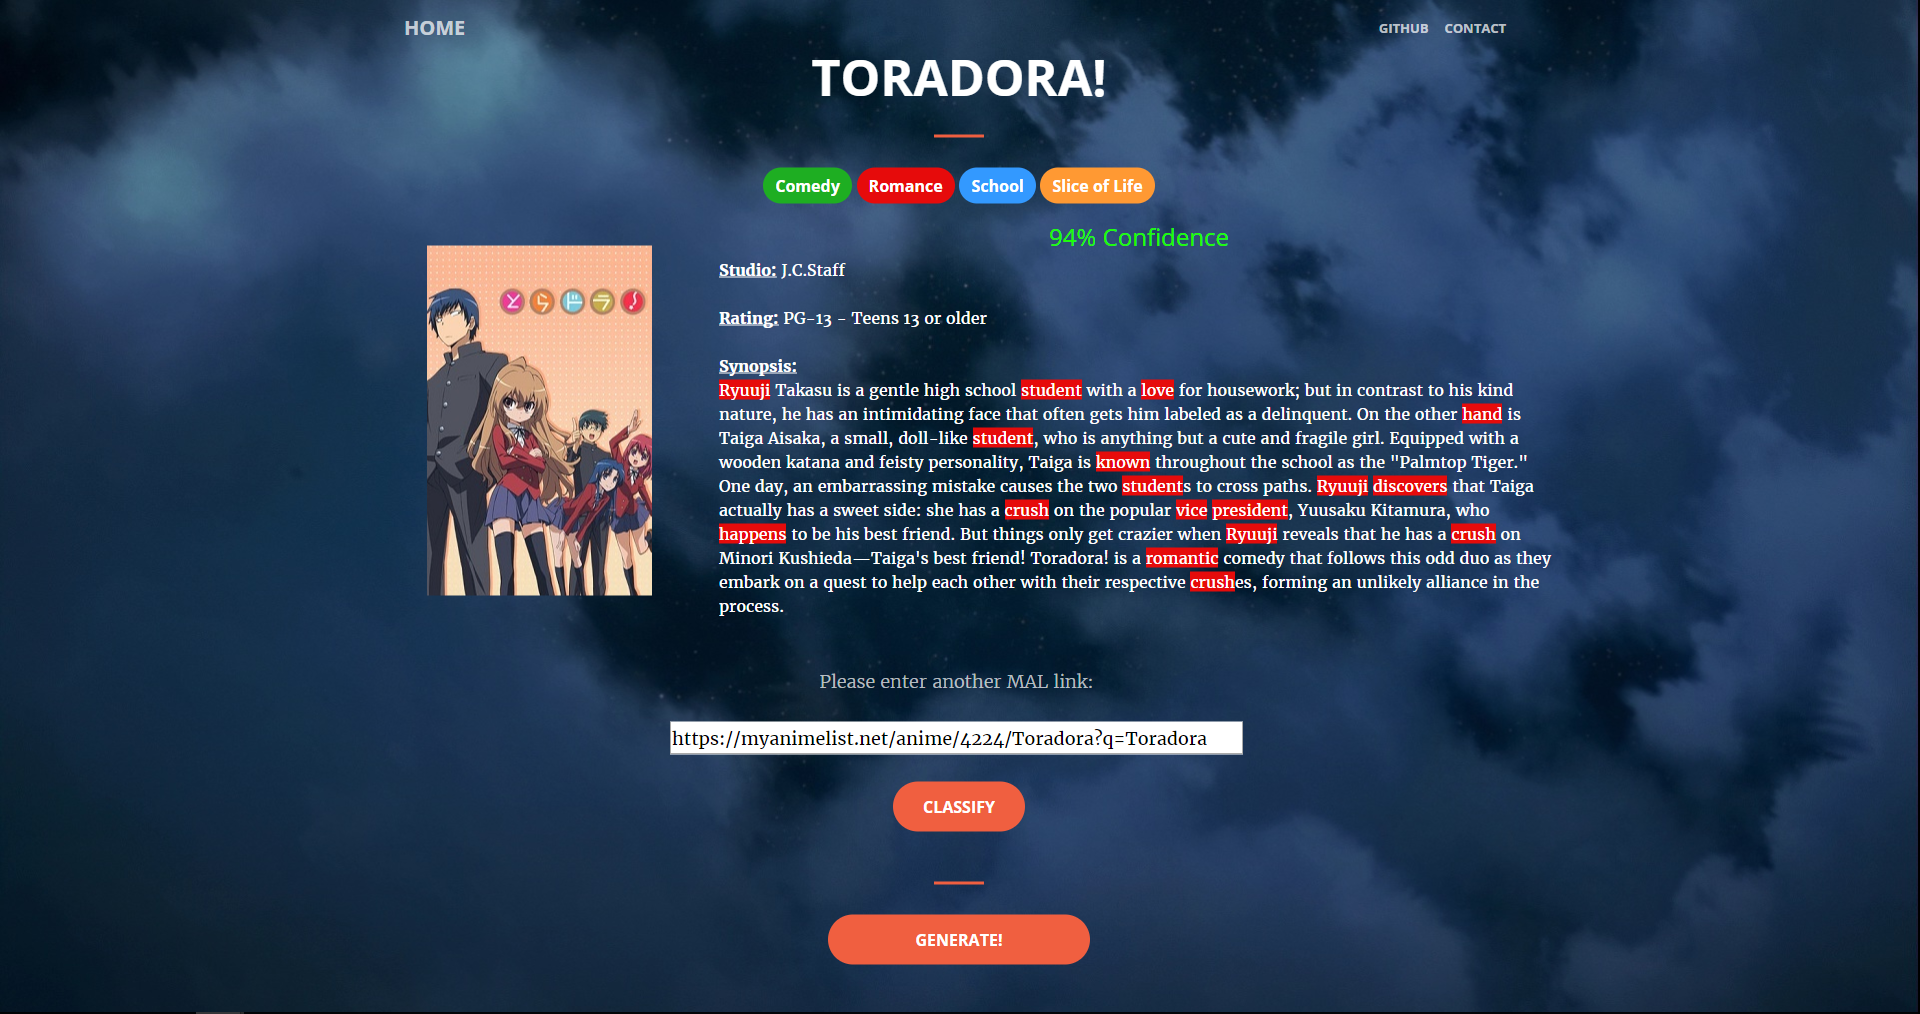 HOME
GITHUB CONTACT
TORADORA!
Comedy Romance School Slice of Life
94% Confidence
とらドラ!
Studio: J.C.Staff
Rating: PG-13 - Teens 13 or older
Synopsis:
Ryuuji Takasu is a gentle high school student with a love for housework; but in contrast to his kind
nature, he has an intimidating face that often gets him labeled as a delinquent. On the other hand is
Taiga Aisaka, a small, doll-like student, who is anything but a cute and fragile girl. Equipped with a
wooden katana and feisty personality, Taiga is known throughout the school as the "Palmtop Tiger."
One day, an embarrassing mistake causes the two students to cross paths. Ryuuji discovers that Taiga
actually has a sweet side: she has a crush on the popular vice president, Yuusaku Kitamura, who
happens to be his best friend. But things only get crazier when Ryuuji reveals that he has a crush on
Minori Kushieda—Taiga's best friend! Toradora! is a romantic comedy that follows this odd duo as they
embark on a quest to help each other with their respective crushes, forming an unlikely alliance in the
process.
Please enter another MAL link:
https://myanimelist.net/anime/4224/Toradora?q=Toradora
CLASSIFY
GENERATE!